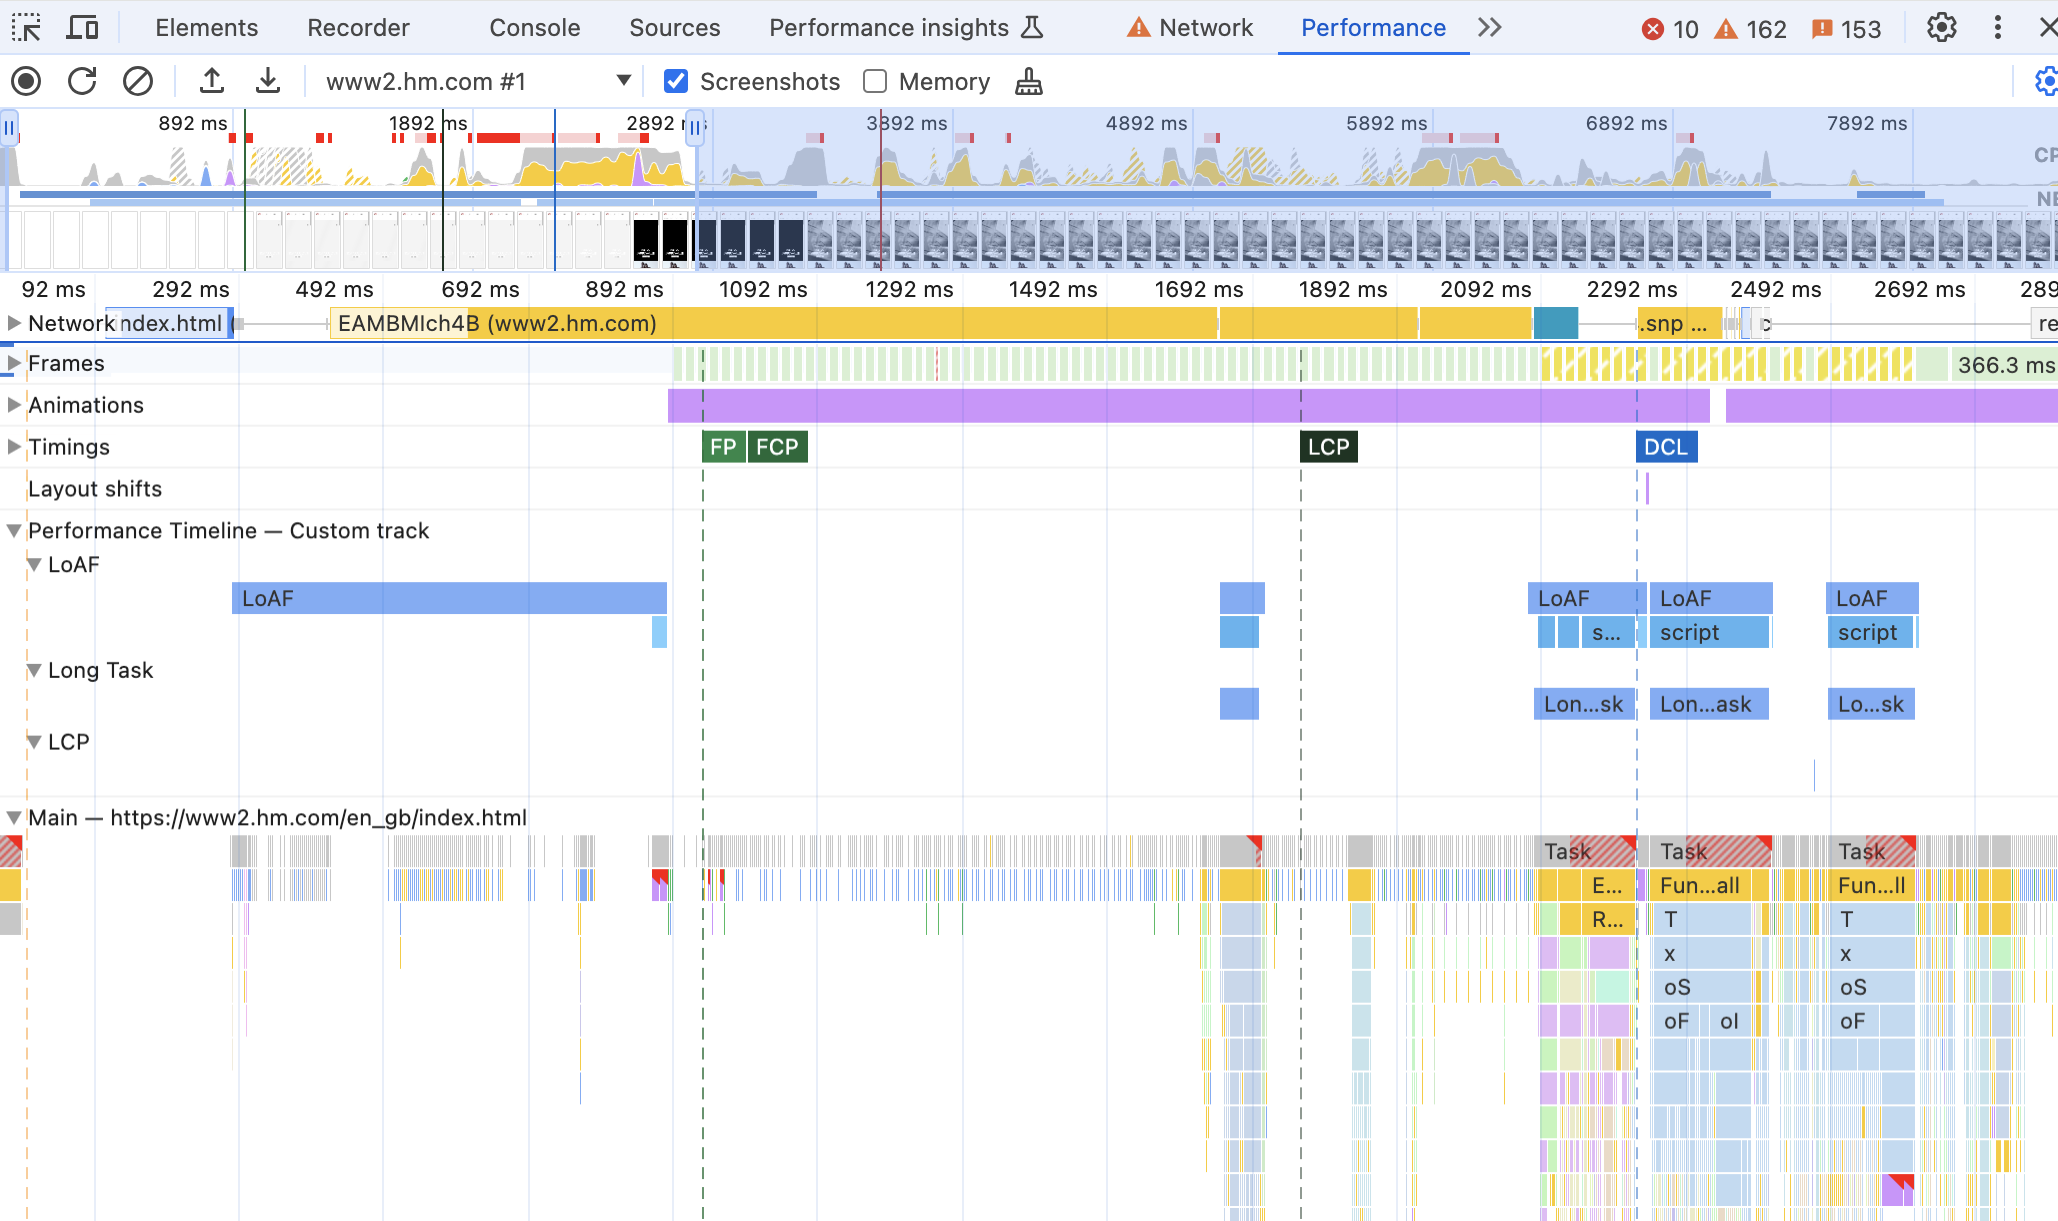 Elements Recorder Console Sources Performance insights Network Performance 10 162 153
www2.hm.com #1 Screenshots Memory
892 ms 1892 ms 2892 3892 ms 4892 ms 5892 ms 6892 ms 7892 ms
CP
NE
92 ms 292 ms 492 ms 692 ms 892 ms 1092 ms 1292 ms 1492 ms 1692 ms 1892 ms 2092 ms 2292 ms 2492 ms 2692 ms 289
Network ndex.html ( EAMBMIch4B (www2.hm.com) .snp ... c re
Frames 366.3 ms
Animations
Timings FP FCP LCP DCL
Layout shifts
Performance Timeline — Custom track
LoAF
LoAF LoAF LoAF LoAF
s... script script
Long Task
Lon...sk Lon...ask Lo...sk
LCP
Main — https://www2.hm.com/en_gb/index.html
Task Task Task
E... Fun...all Fun...ll
R... T T
x x
oS oS
oF ol oF